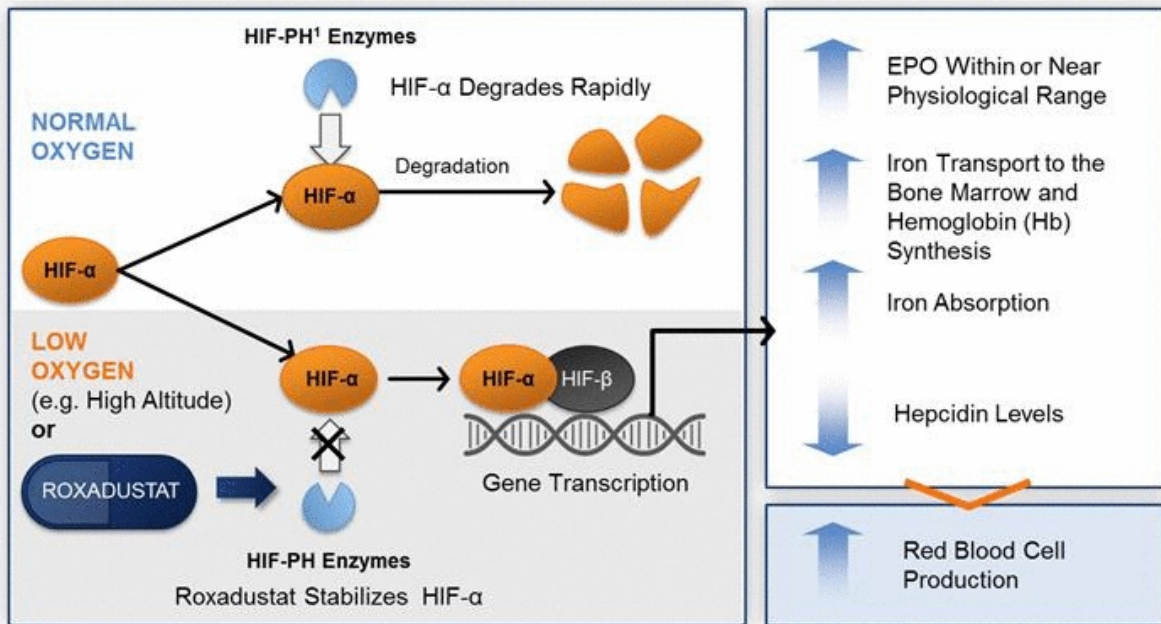 HIF-PH¹ Enzymes
HIF-α Degrades Rapidly
NORMAL
OXYGEN
Degradation
HIF-α
HIF-α
LOW
OXYGEN
(e.g. High Altitude)
or
ROXADUSTAT
HIF-α
HIF-α
HIF-β
Gene Transcription
HIF-PH Enzymes
Roxadustat Stabilizes HIF-α
EPO Within or Near
Physiological Range
Iron Transport to the
Bone Marrow and
Hemoglobin (Hb)
Synthesis
Iron Absorption
Hepcidin Levels
Red Blood Cell
Production